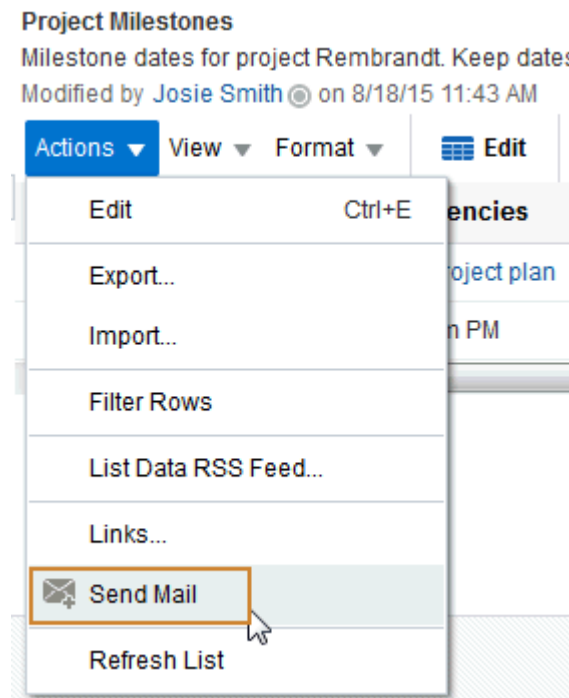 Project Milestones
Milestone dates for project Rembrandt. Keep dates
Modified by Josie Smith on 8/18/15 11:43 AM
Actions View Format Edit
Edit Ctrl+E
Export...
Import...
Filter Rows
List Data RSS Feed...
Links...
Send Mail
Refresh List
encies
roject plan
PM